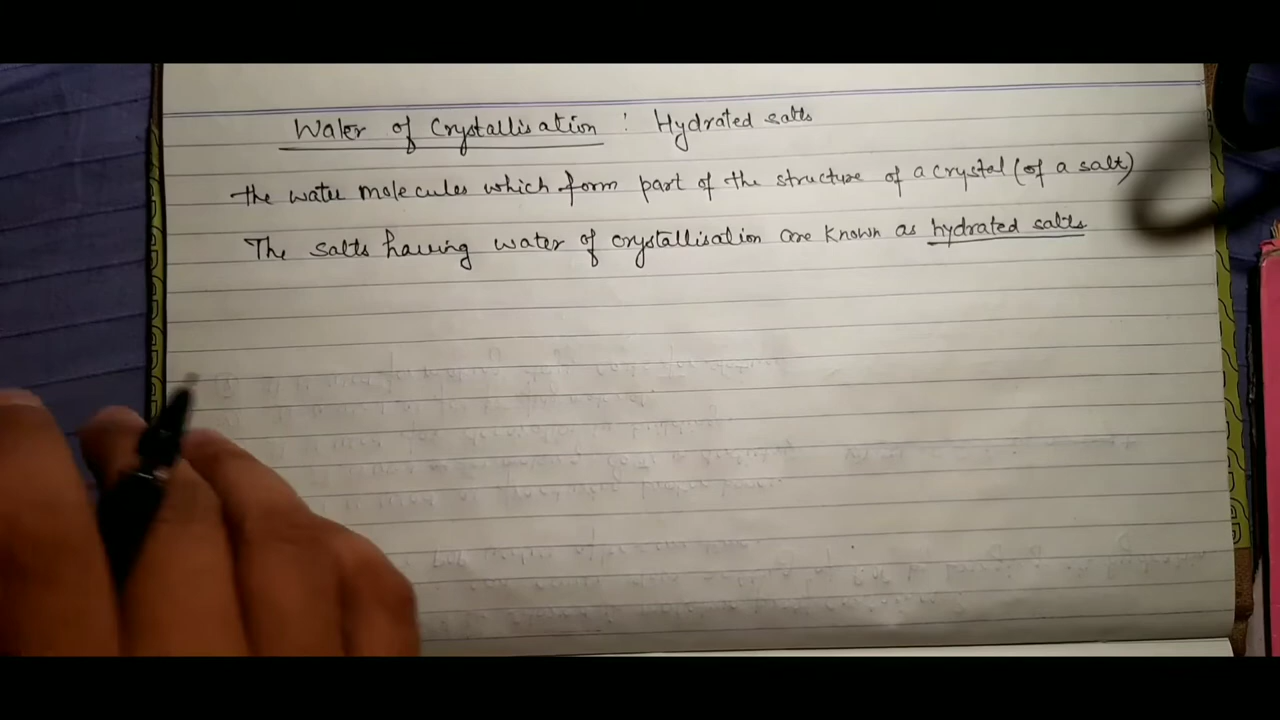 Water of Crystallisation : Hydrated salts
the water molecules which form part of the structure of a crystal (of a salt)
The salts having water of crystallisation are known as hydrated salts